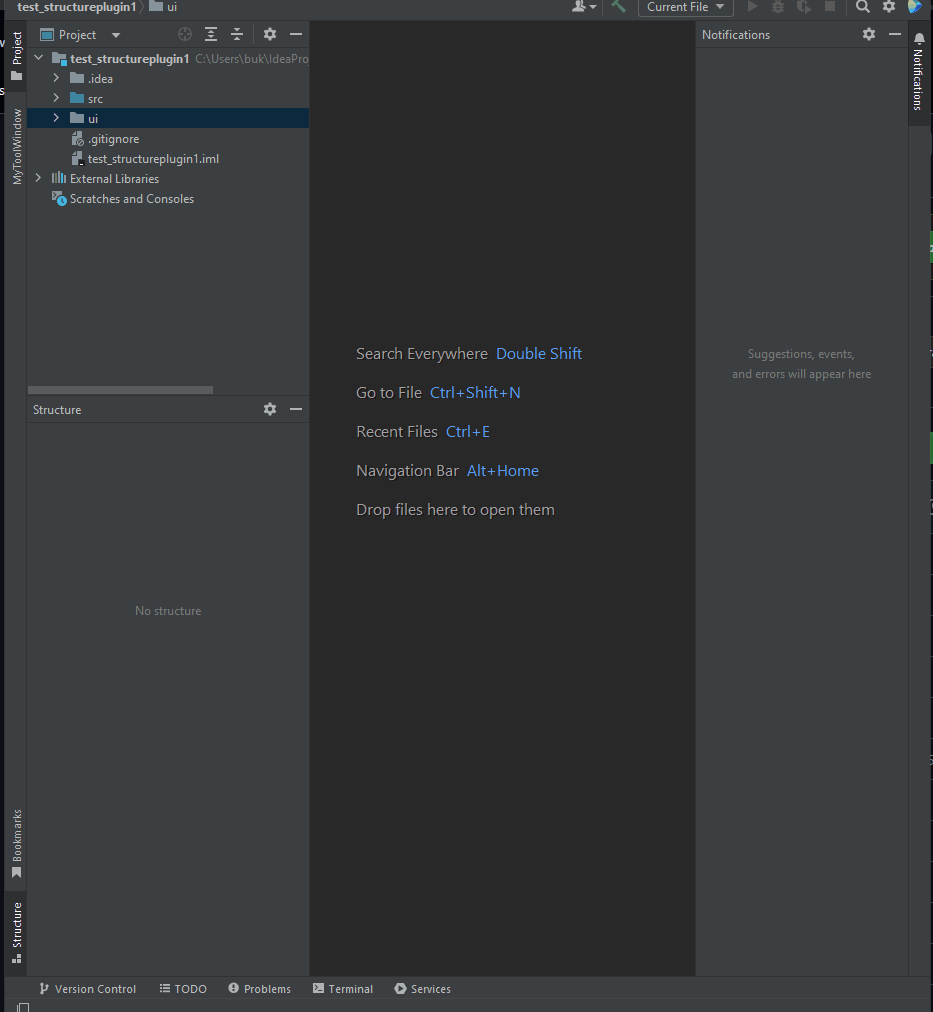 test_structureplugin1
ui
Current File
Project
Project
test_structureplugin1 C:\Users\buk\IdeaPro
.idea
src
ui
.gitignore
test_structureplugin1.iml
External Libraries
Scratches and Consoles
MyToolWindow
Structure
No structure
Bookmarks
Structure
Search Everywhere Double Shift
Go to File Ctrl+Shift+N
Recent Files Ctrl+E
Navigation Bar Alt+Home
Drop files here to open them
Notifications
Suggestions, events,
and errors will appear here
Notifications
Version Control
TODO
Problems
Terminal
Services